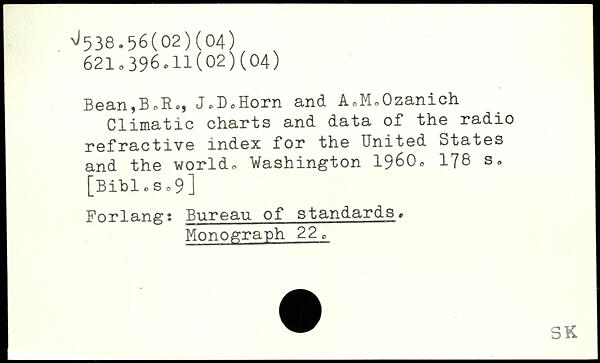 √538.56(02)(04)
621.396.11(02)(04)
Bean,B.R., J.D.Horn and A.M.Ozanich
Climatic charts and data of the radio
refractive index for the United States
and the world. Washington 1960. 178 s.
[Bibl.s.9]
Forlang: Bureau of standards.
Monograph 22.
SK